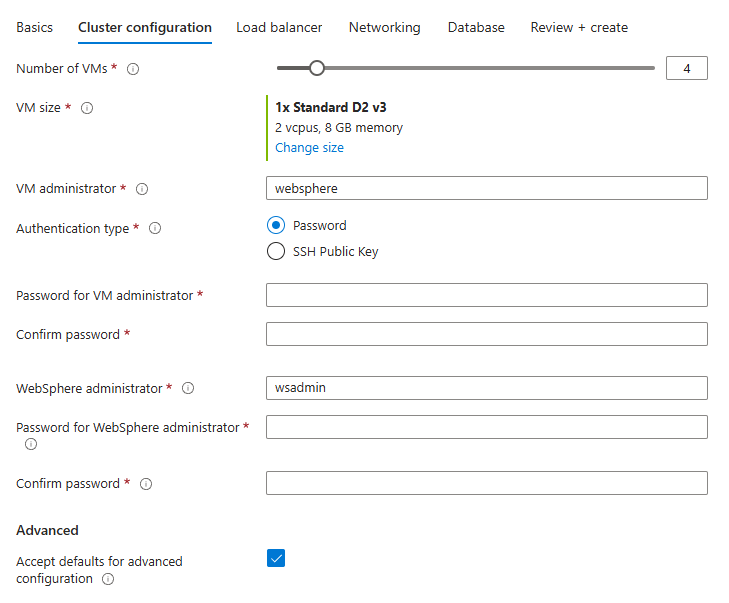 Basics Cluster configuration Load balancer Networking Database Review + create
Number of VMs * 4
VM size * 1x Standard D2 v3
2 vcpus, 8 GB memory
Change size
VM administrator * websphere
Authentication type * Password
SSH Public Key
Password for VM administrator *
Confirm password *
WebSphere administrator * wsadmin
Password for WebSphere administrator *
Confirm password *
Advanced
Accept defaults for advanced
configuration